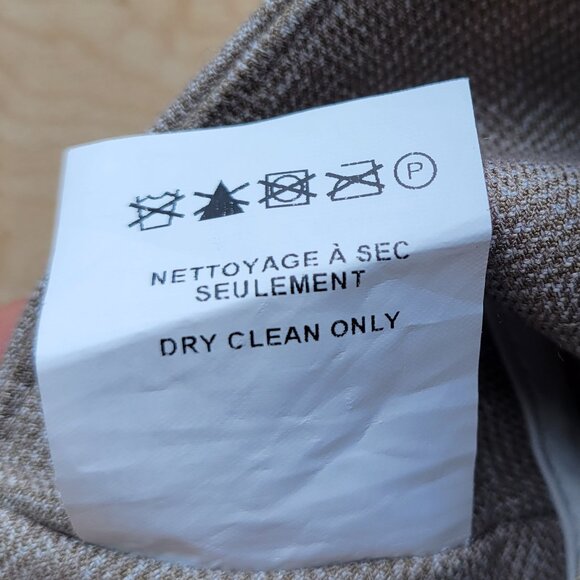 P
NETTOYAGE À SEC
SEULEMENT
DRY CLEAN ONLY